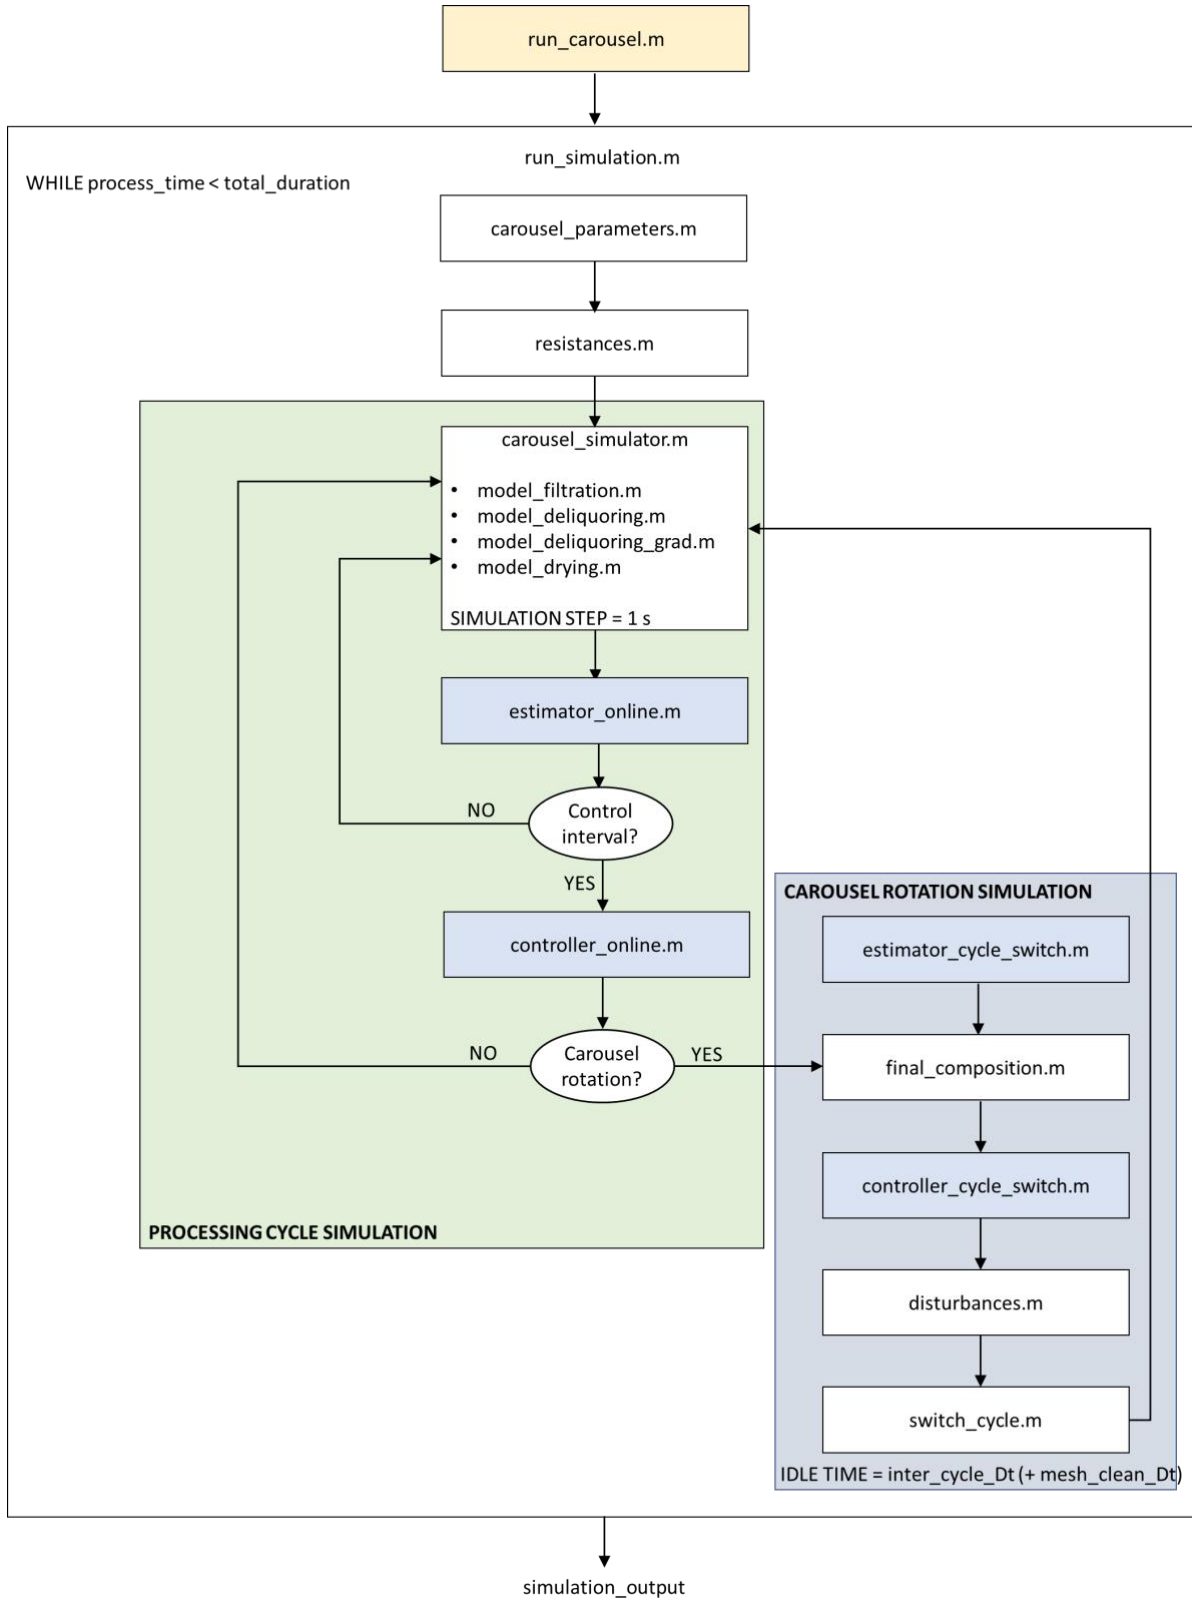 run_carousel.m
run_simulation.m
WHILE process_time < total_duration
carousel_parameters.m
resistances.m
carousel_simulator.m
• model_filtration.m
• model_deliquoring.m
• model_deliquoring_grad.m
• model_drying.m
SIMULATION STEP = 1 s
estimator_online.m
Control
interval?
NO
YES
controller_online.m
Carousel
rotation?
NO
YES
PROCESSING CYCLE SIMULATION
CAROUSEL ROTATION SIMULATION
estimator_cycle_switch.m
final_composition.m
controller_cycle_switch.m
disturbances.m
switch_cycle.m
IDLE TIME = inter_cycle_Dt (+ mesh_clean_Dt)
simulation_output